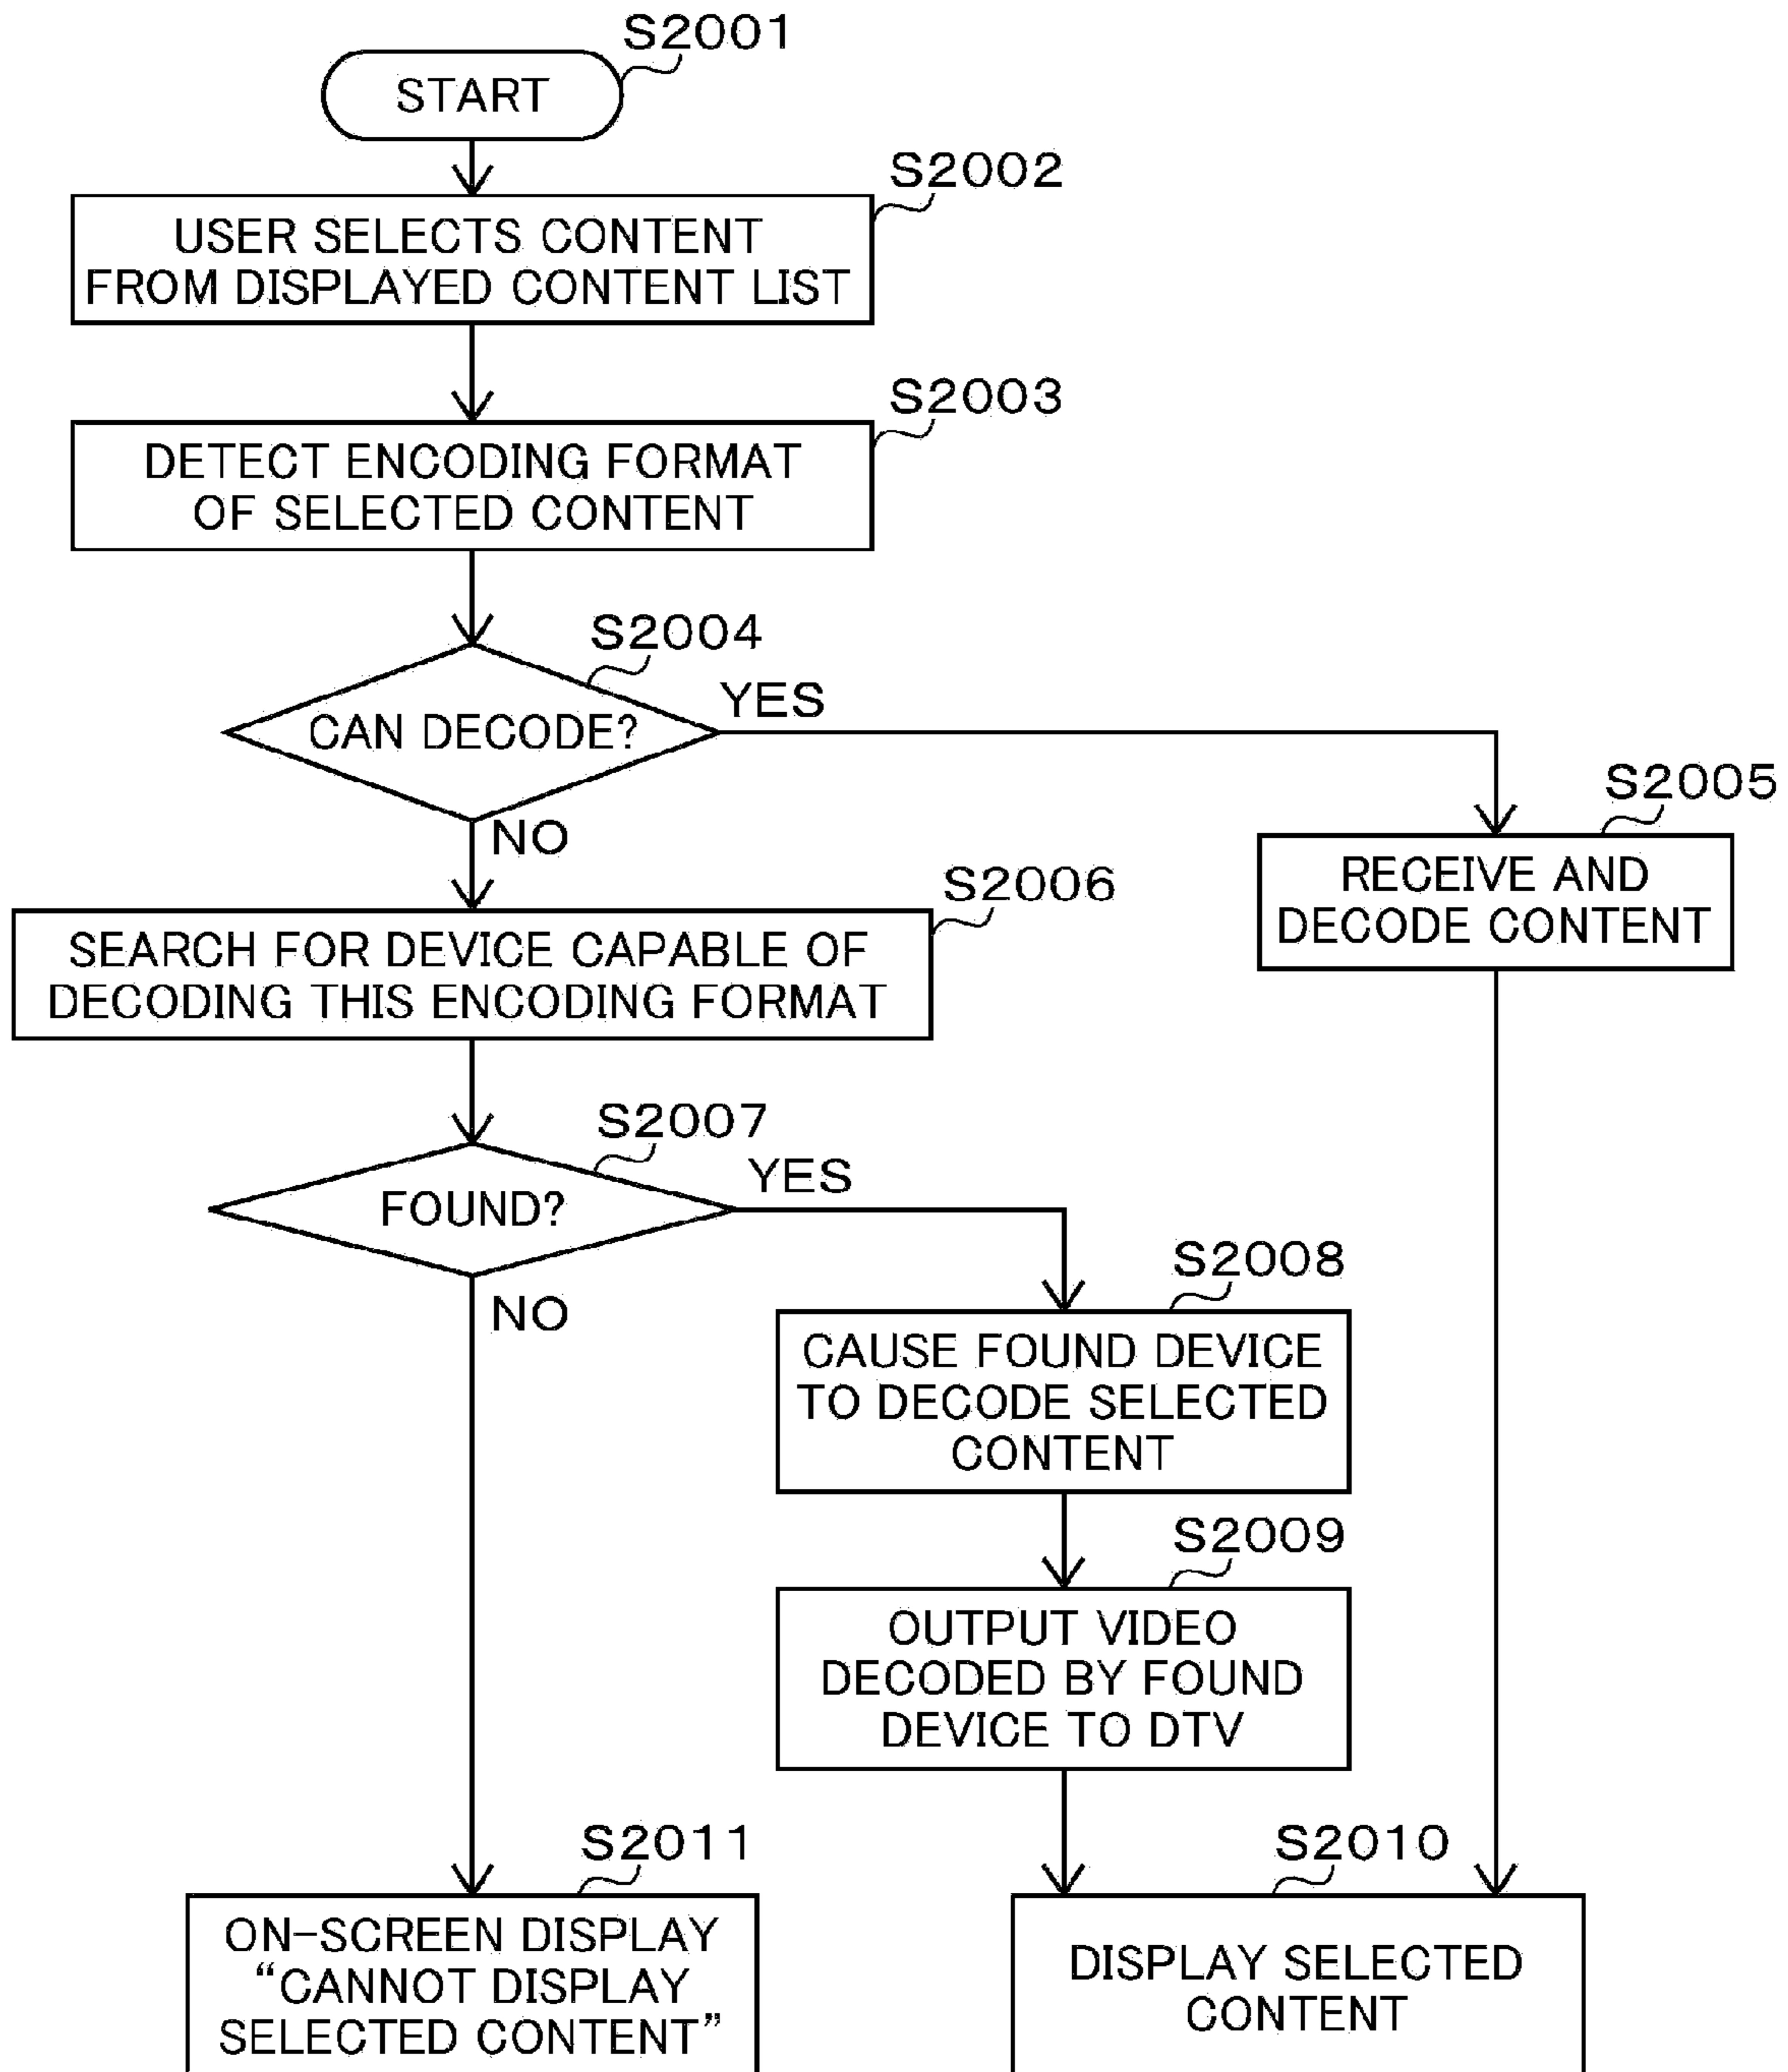 S2001
START
S2002
USER SELECTS CONTENT
FROM DISPLAYED CONTENT LIST
S2003
DETECT ENCODING FORMAT
OF SELECTED CONTENT
S2004
CAN DECODE?
YES
NO
S2005
RECEIVE AND
DECODE CONTENT
S2006
SEARCH FOR DEVICE CAPABLE OF
DECODING THIS ENCODING FORMAT
S2007
FOUND?
YES
NO
S2008
CAUSE FOUND DEVICE
TO DECODE SELECTED
CONTENT
S2009
OUTPUT VIDEO
DECODED BY FOUND
DEVICE TO DTV
S2011
ON-SCREEN DISPLAY
“CANNOT DISPLAY
SELECTED CONTENT”
S2010
DISPLAY SELECTED
CONTENT